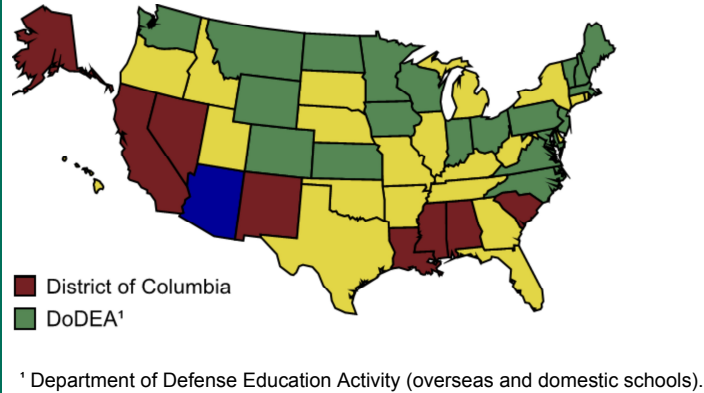 District of Columbia
DoDEA¹
¹ Department of Defense Education Activity (overseas and domestic schools).